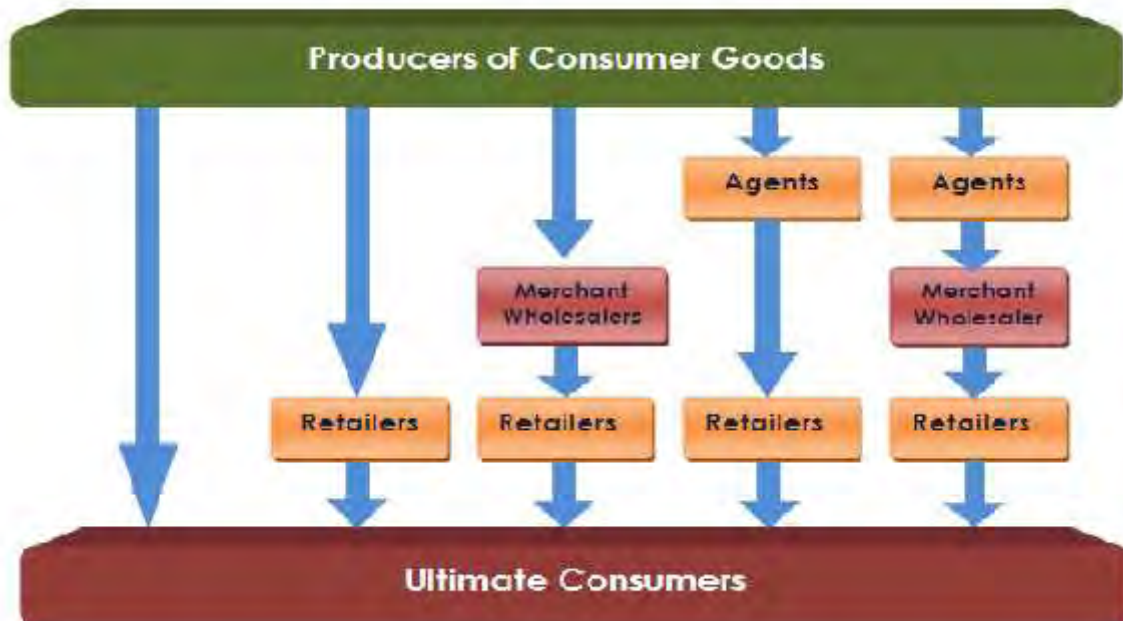 Producers of Consumer Goods
Agents
Agents
Merchant
Wholesalers
Merchant
Wholesaler
Retailers
Retailers
Retailers
Retailers
Ultimate Consumers